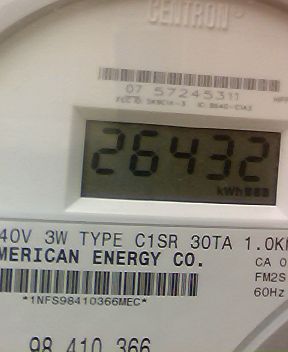 CENTRON®
07 57245311
26432
kWh
40V 3W TYPE C1SR 30TA 1.0K
MERICAN ENERGY CO.
CA 0
FM2S
60Hz
*1NFS98410366MEC*
98 410 366